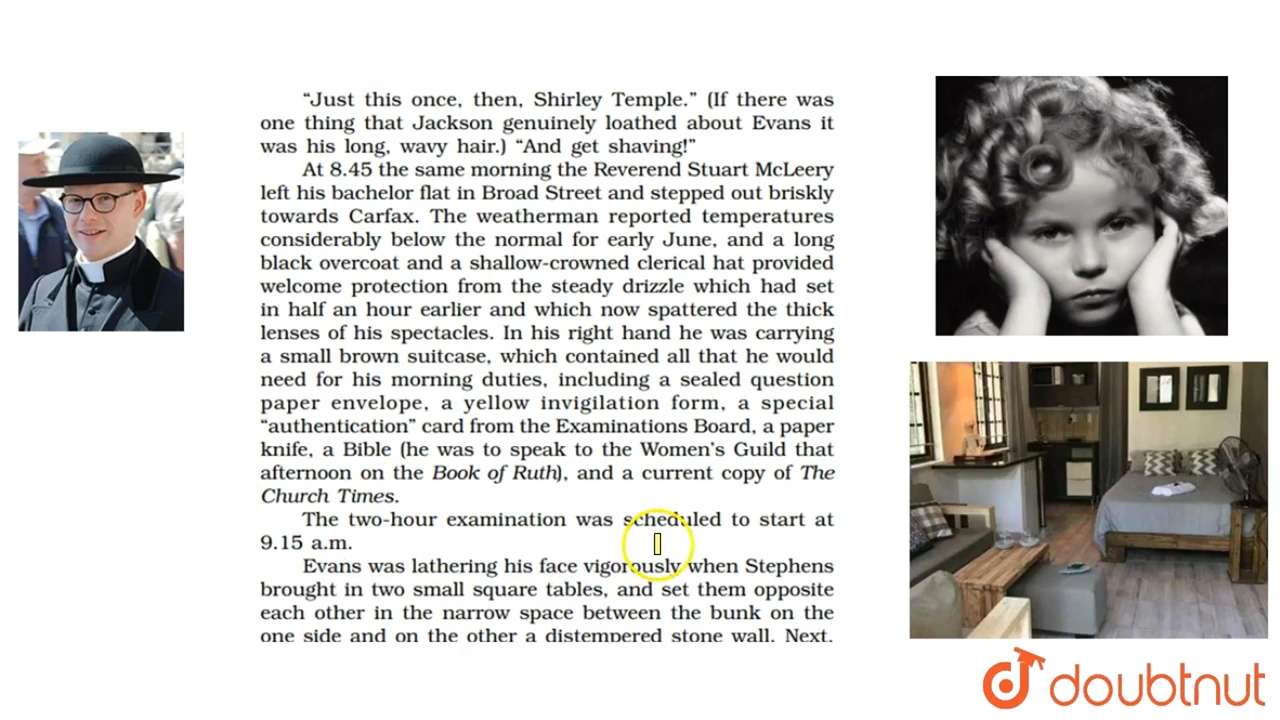 “Just this once, then, Shirley Temple.” (If there was
one thing that Jackson genuinely loathed about Evans it
was his long, wavy hair.) “And get shaving!”
At 8.45 the same morning the Reverend Stuart McLeery
left his bachelor flat in Broad Street and stepped out briskly
towards Carfax. The weatherman reported temperatures
considerably below the normal for early June, and a long
black overcoat and a shallow-crowned clerical hat provided
welcome protection from the steady drizzle which had set
in half an hour earlier and which now spattered the thick
lenses of his spectacles. In his right hand he was carrying
a small brown suitcase, which contained all that he would
need for his morning duties, including a sealed question
paper envelope, a yellow invigilation form, a special
“authentication” card from the Examinations Board, a paper
knife, a Bible (he was to speak to the Women’s Guild that
afternoon on the Book of Ruth), and a current copy of The
Church Times.
The two-hour examination was scheduled to start at
9.15 a.m.
Evans was lathering his face vigorously when Stephens
brought in two small square tables, and set them opposite
each other in the narrow space between the bunk on the
one side and on the other a distempered stone wall. Next,
doubtnut